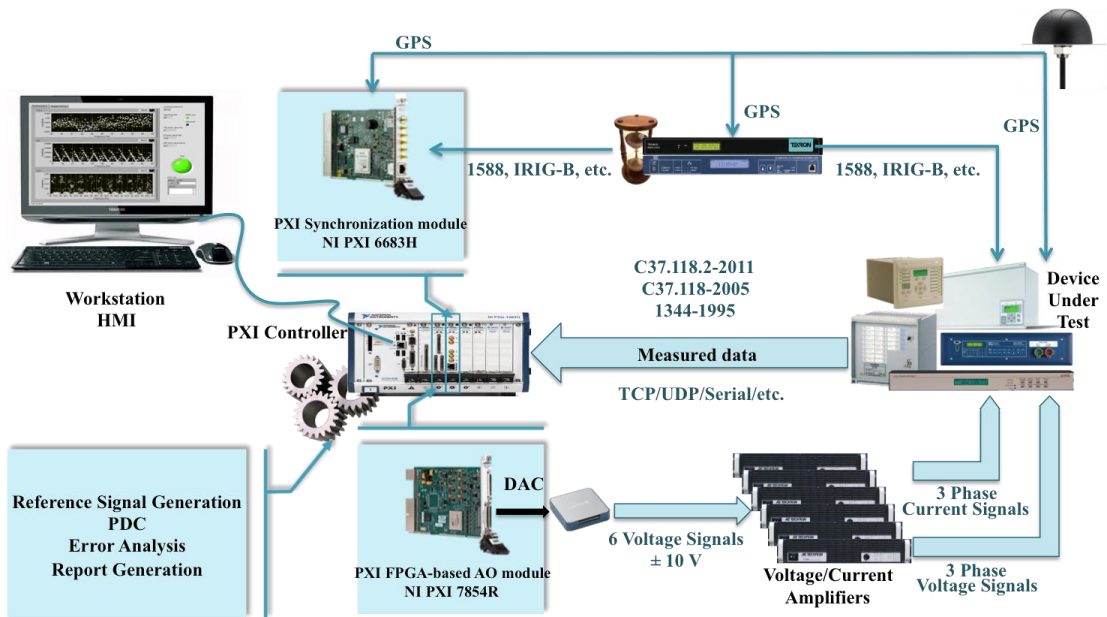 GPS
GPS
GPS
1588, IRIG-B, etc.
1588, IRIG-B, etc.
PXI Synchronization module
NI PXI 6683H
Workstation
HMI
C37.118.2-2011
C37.118-2005
1344-1995
Device
Under
Test
PXI Controller
Measured data
TCP/UDP/Serial/etc.
PXI
Reference Signal Generation
PDC
Error Analysis
Report Generation
DAC
PXI FPGA-based AO module
NI PXI 7854R
6 Voltage Signals
± 10 V
3 Phase
Current Signals
3 Phase
Voltage Signals
Voltage/Current
Amplifiers